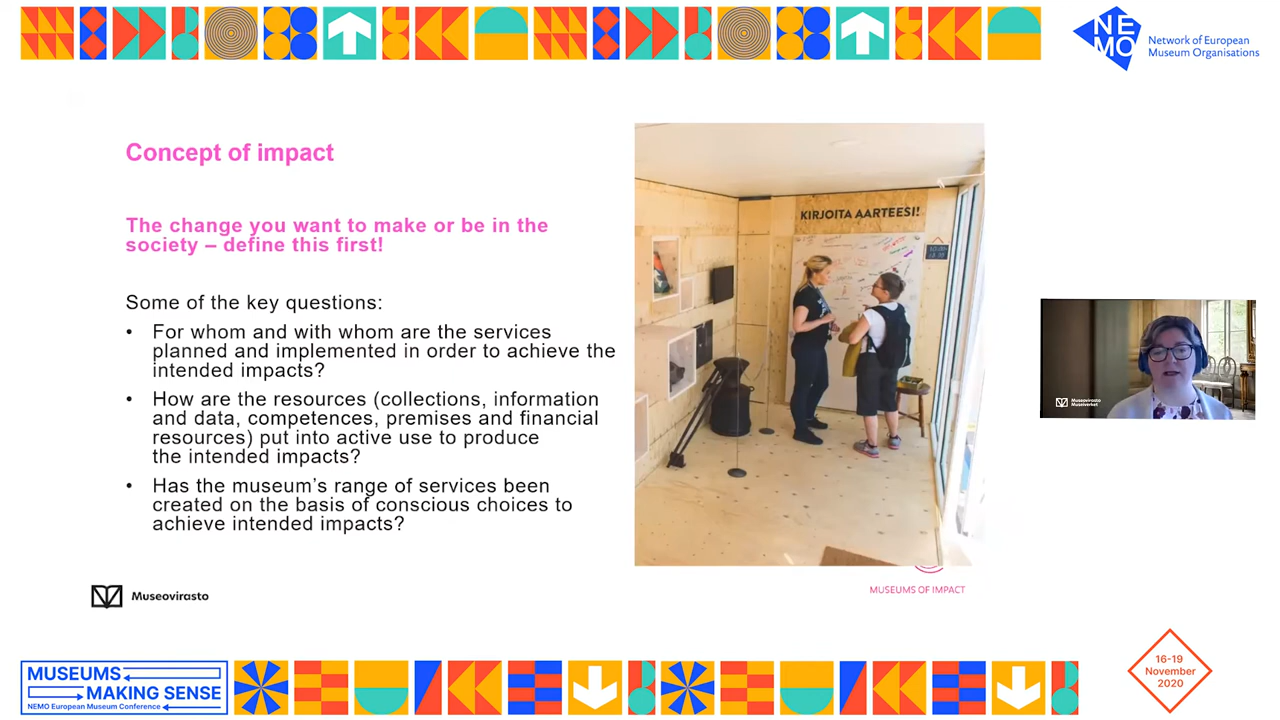 NE
MO
Network of European
Museum Organisations
Concept of impact
The change you want to make or be in the
society – define this first!
Some of the key questions:
• For whom and with whom are the services
planned and implemented in order to achieve the
intended impacts?
• How are the resources (collections, information
and data, competences, premises and financial
resources) put into active use to produce
the intended impacts?
• Has the museum’s range of services been
created on the basis of conscious choices to
achieve intended impacts?
KIRJOITA AARTEESI!
Museovirasto
Museiverket
Museovirasto
MUSEUMS OF IMPACT
MUSEUMS
MAKING SENSE
NEMO European Museum Conference
16-19
November
2020